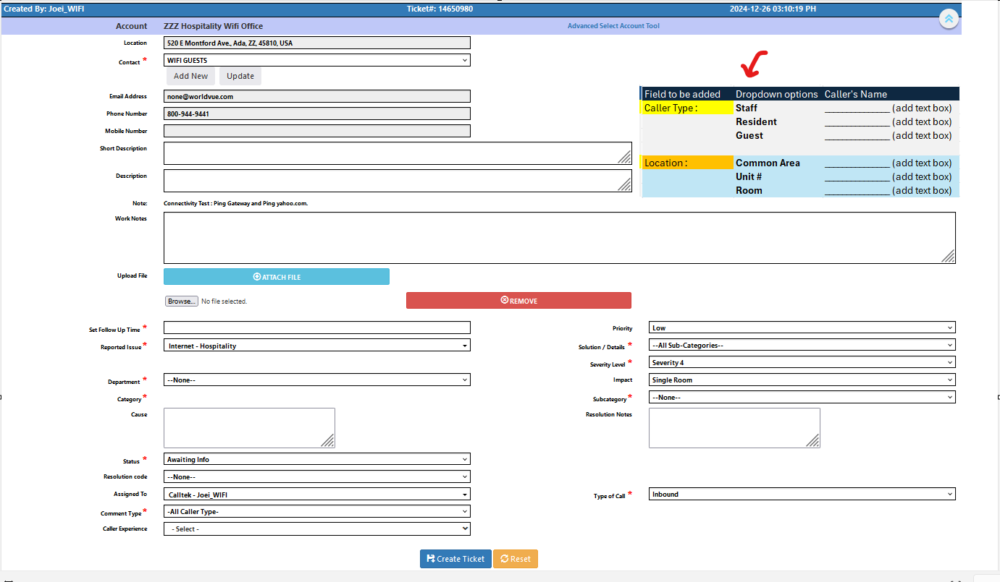 Created By: Joei_WIFI Ticket#: 14650980 2024-12-26 03:10:19 PH
Account ZZZ Hospitality Wifi Office Advanced Select Account Tool
Location 520 E Montford Ave., Ada, ZZ, 45810, USA
Contact * WIFI GUESTS
Add New Update
Email Address none@worldvue.com
Phone Number 800-944-9441
Mobile Number
Short Description
Description
Field to be added Dropdown options Caller's Name
Caller Type : Staff ______________ (add text box)
Resident ______________ (add text box)
Guest ______________ (add text box)
Location : Common Area ______________ (add text box)
Unit # ______________ (add text box)
Room ______________ (add text box)
Note: Connectivity Test : Ping Gateway and Ping yahoo.com.
Work Notes
Upload File ATTACH FILE
Browse... No file selected. REMOVE
Set Follow Up Time * Priority Low
Reported Issue * Internet - Hospitality Solution / Details * --All Sub-Categories--
Severity Level * Severity 4
Department * --None-- Impact Single Room
Category * Subcategory * --None--
Cause Resolution Notes
Status * Awaiting Info
Resolution code --None--
Assigned To Calltek - Joei_WIFI Type of Call * Inbound
Comment Type * -All Caller Type-
Caller Experience - Select -
Create Ticket Reset